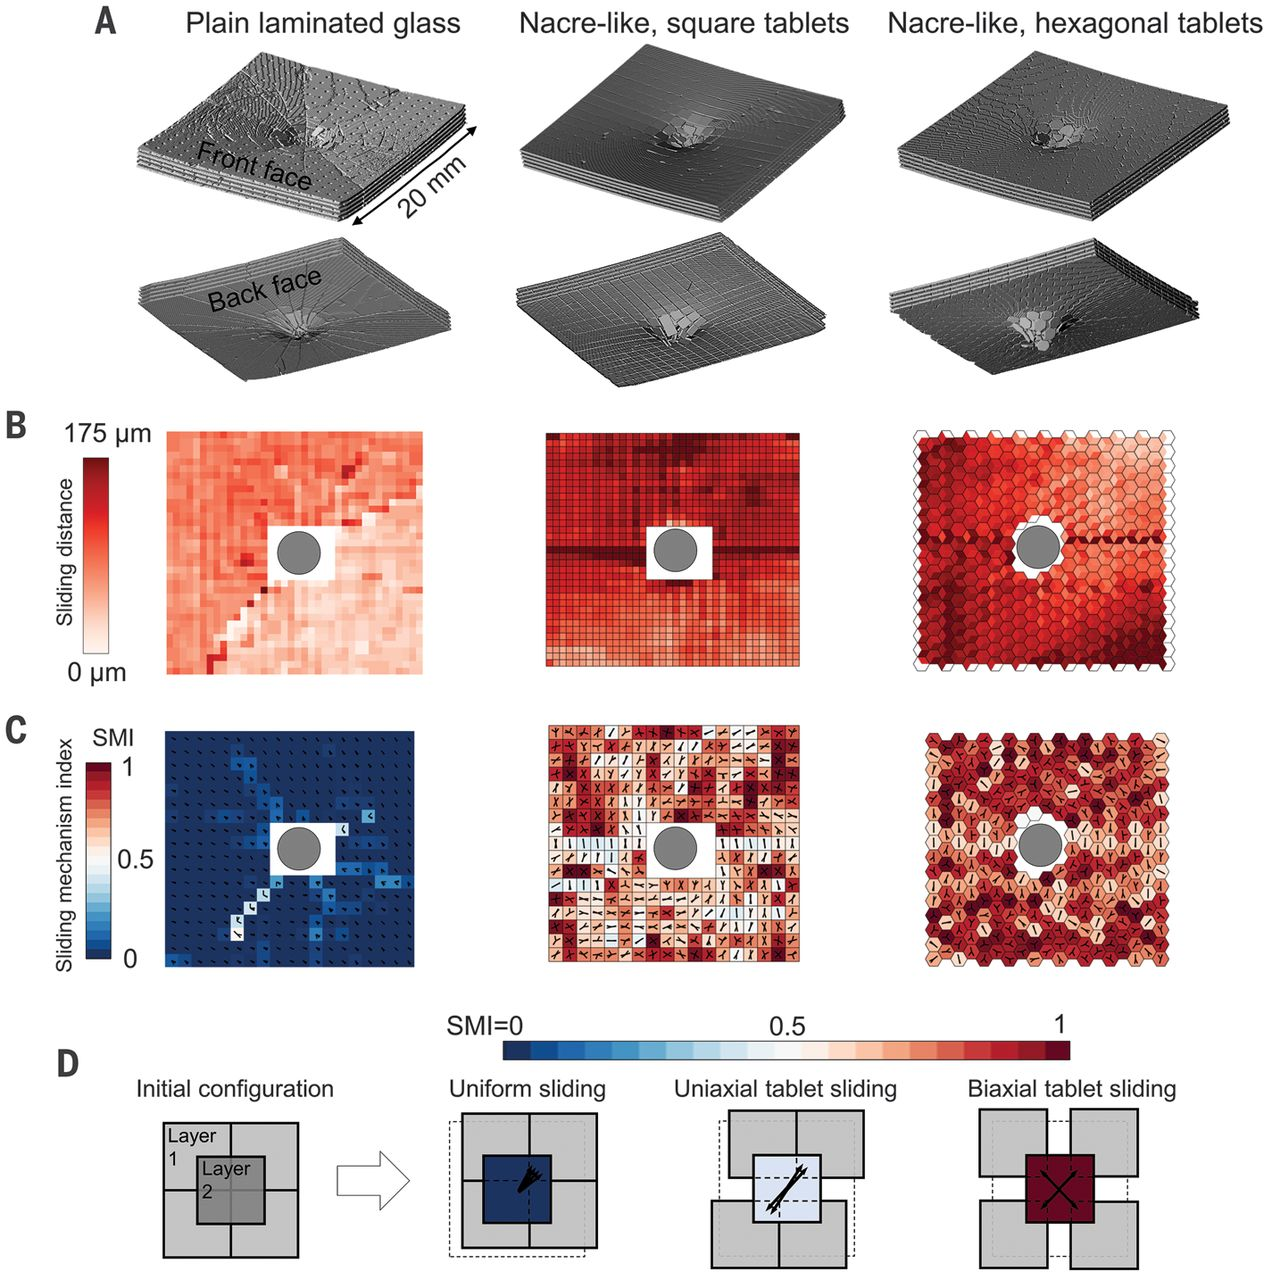 A
Plain laminated glass
Nacre-like, square tablets
Nacre-like, hexagonal tablets
Front face
20 mm
Back face
B
175 µm
Sliding distance
0 µm
C
SMI
Sliding mechanism index
1
0.5
0
SMI=0
0.5
1
D
Initial configuration
Uniform sliding
Uniaxial tablet sliding
Biaxial tablet sliding
Layer
1
Layer
2